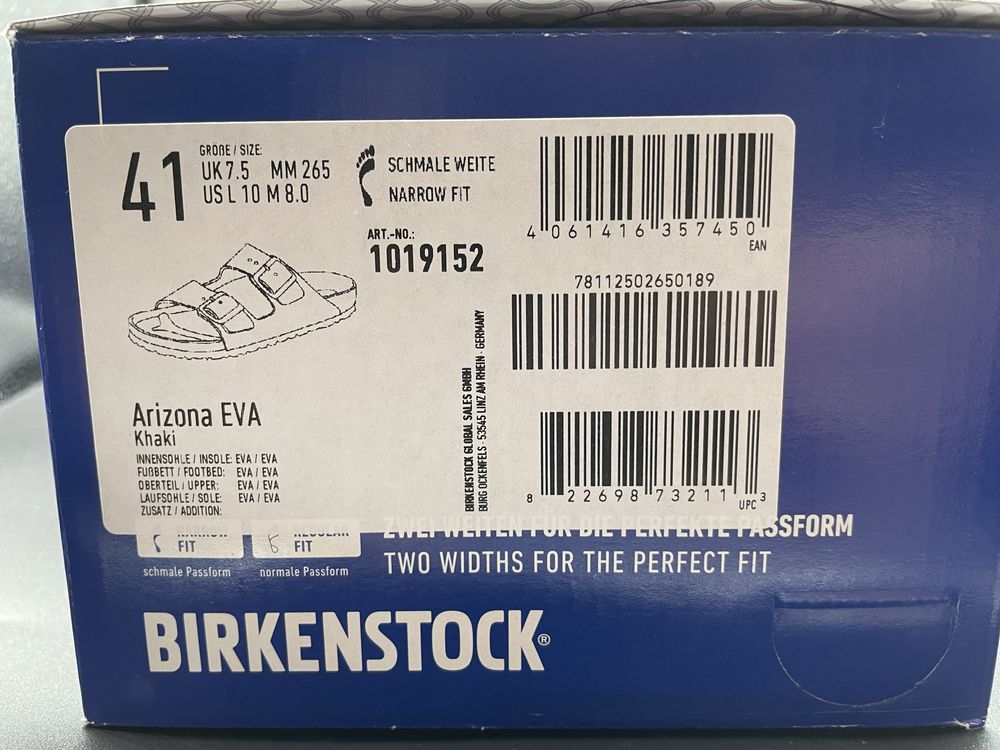 41
GRÖßE / SIZE:
UK 7.5 MM 265
US L 10 M 8.0
SCHMALE WEITE
NARROW FIT
ART.-NO.:
1019152
4 061416 357450
EAN
78112502650189
BIRKENSTOCK GLOBAL SALES GMBH
BURG OCKENFELS · 53545 LINZ AM RHEIN · GERMANY
Arizona EVA
Khaki
INNENSOHLE / INSOLE: EVA / EVA
FUßBETT / FOOTBED: EVA / EVA
OBERTEIL / UPPER: EVA / EVA
LAUFSOHLE / SOLE: EVA / EVA
ZUSATZ / ADDITION:
8 22698 73211 3
UPC
NARROW
FIT
schmale Passform
REGULAR
FIT
normale Passform
ZWEI WEITEN FÜR DIE PERFEKTE PASSFORM
TWO WIDTHS FOR THE PERFECT FIT
BIRKENSTOCK®